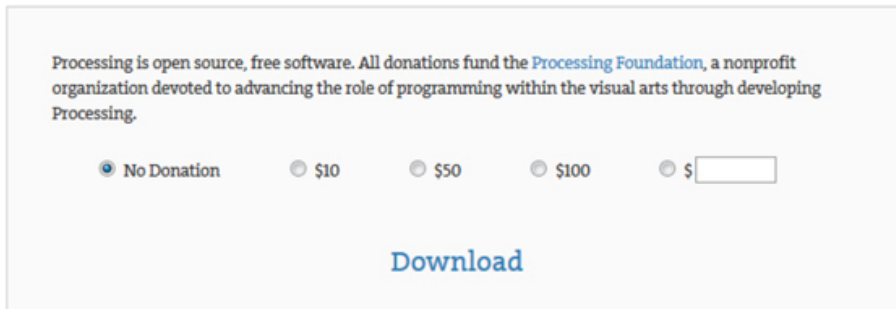 Processing is open source, free software. All donations fund the Processing Foundation, a nonprofit
organization devoted to advancing the role of programming within the visual arts through developing
Processing.
No Donation $10 $50 $100 $
Download